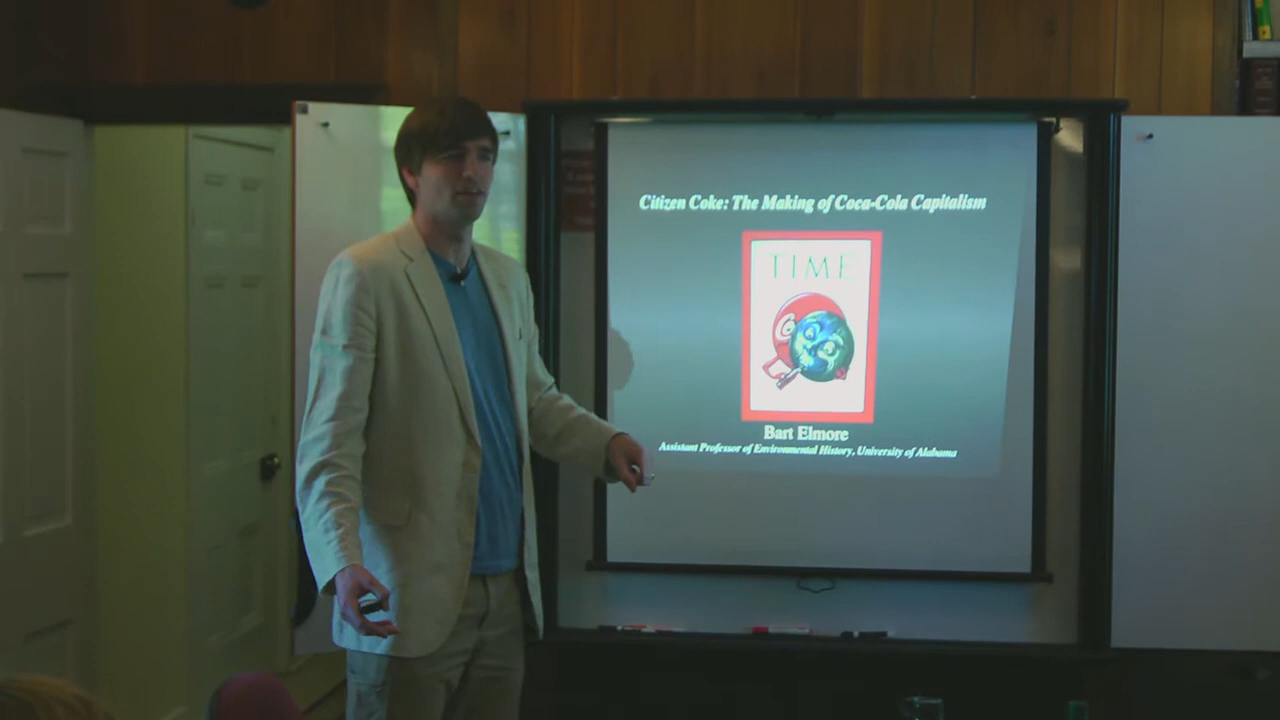 Citizen Coke: The Making of Coca-Cola Capitalism
TIME
Bart Elmore
Assistant Professor of Environmental History, University of Alabama